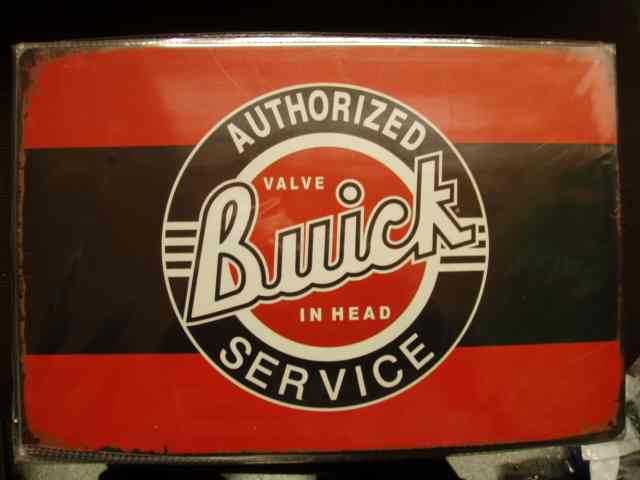 AUTHORIZED
VALVE
Buick
IN HEAD
SERVICE